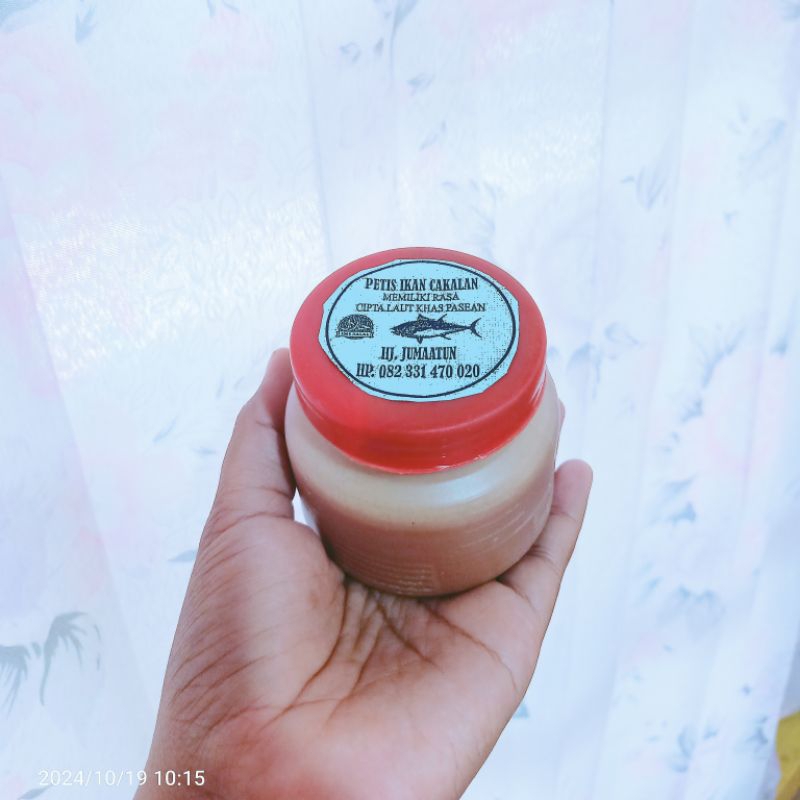 PETIS IKAN CAKALAN
MEMILIKI RASA
CIPTA LAUT KHAS PASEAN
HJ. JUMAATUN
HP. 082 331 470 020
2024/10/19 10:15